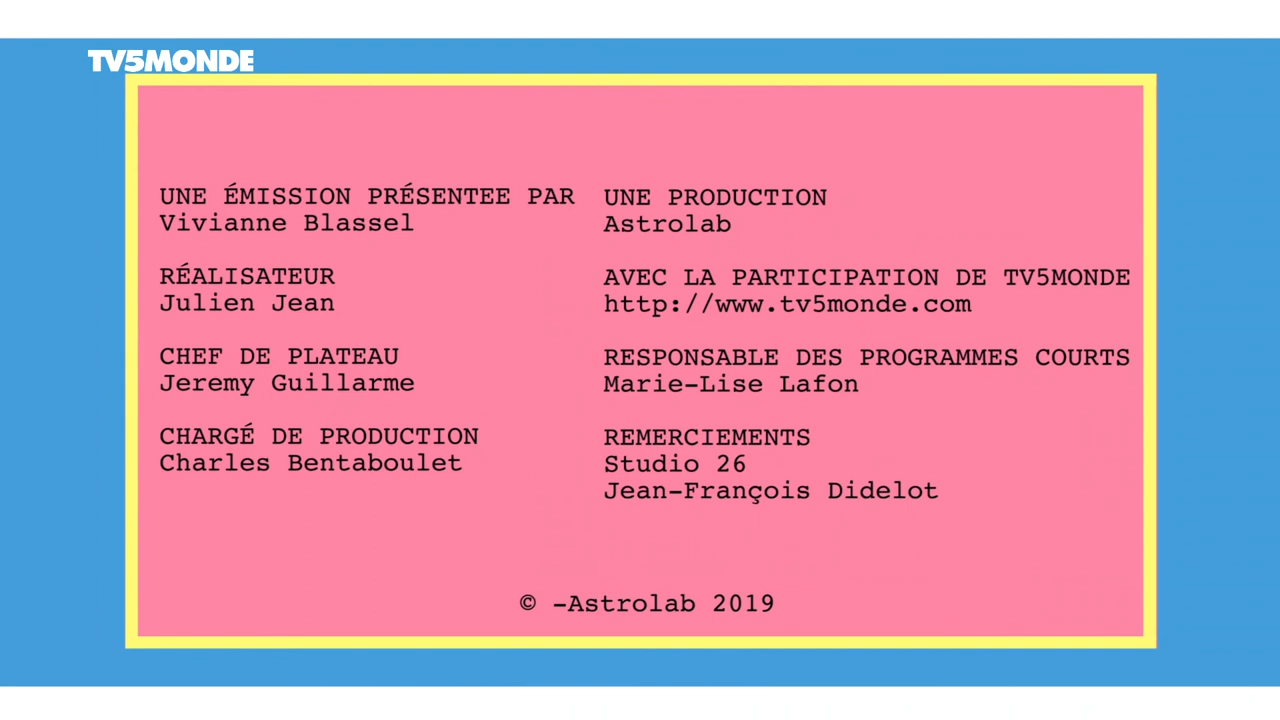 TV5MONDE
UNE ÉMISSION PRÉSENTEE PAR
Vivianne Blassel
RÉALISATEUR
Julien Jean
CHEF DE PLATEAU
Jeremy Guillarme
CHARGÉ DE PRODUCTION
Charles Bentaboulet
UNE PRODUCTION
Astrolab
AVEC LA PARTICIPATION DE TV5MONDE
http://www.tv5monde.com
RESPONSABLE DES PROGRAMMES COURTS
Marie-Lise Lafon
REMERCIEMENTS
Studio 26
Jean-François Didelot
© -Astrolab 2019